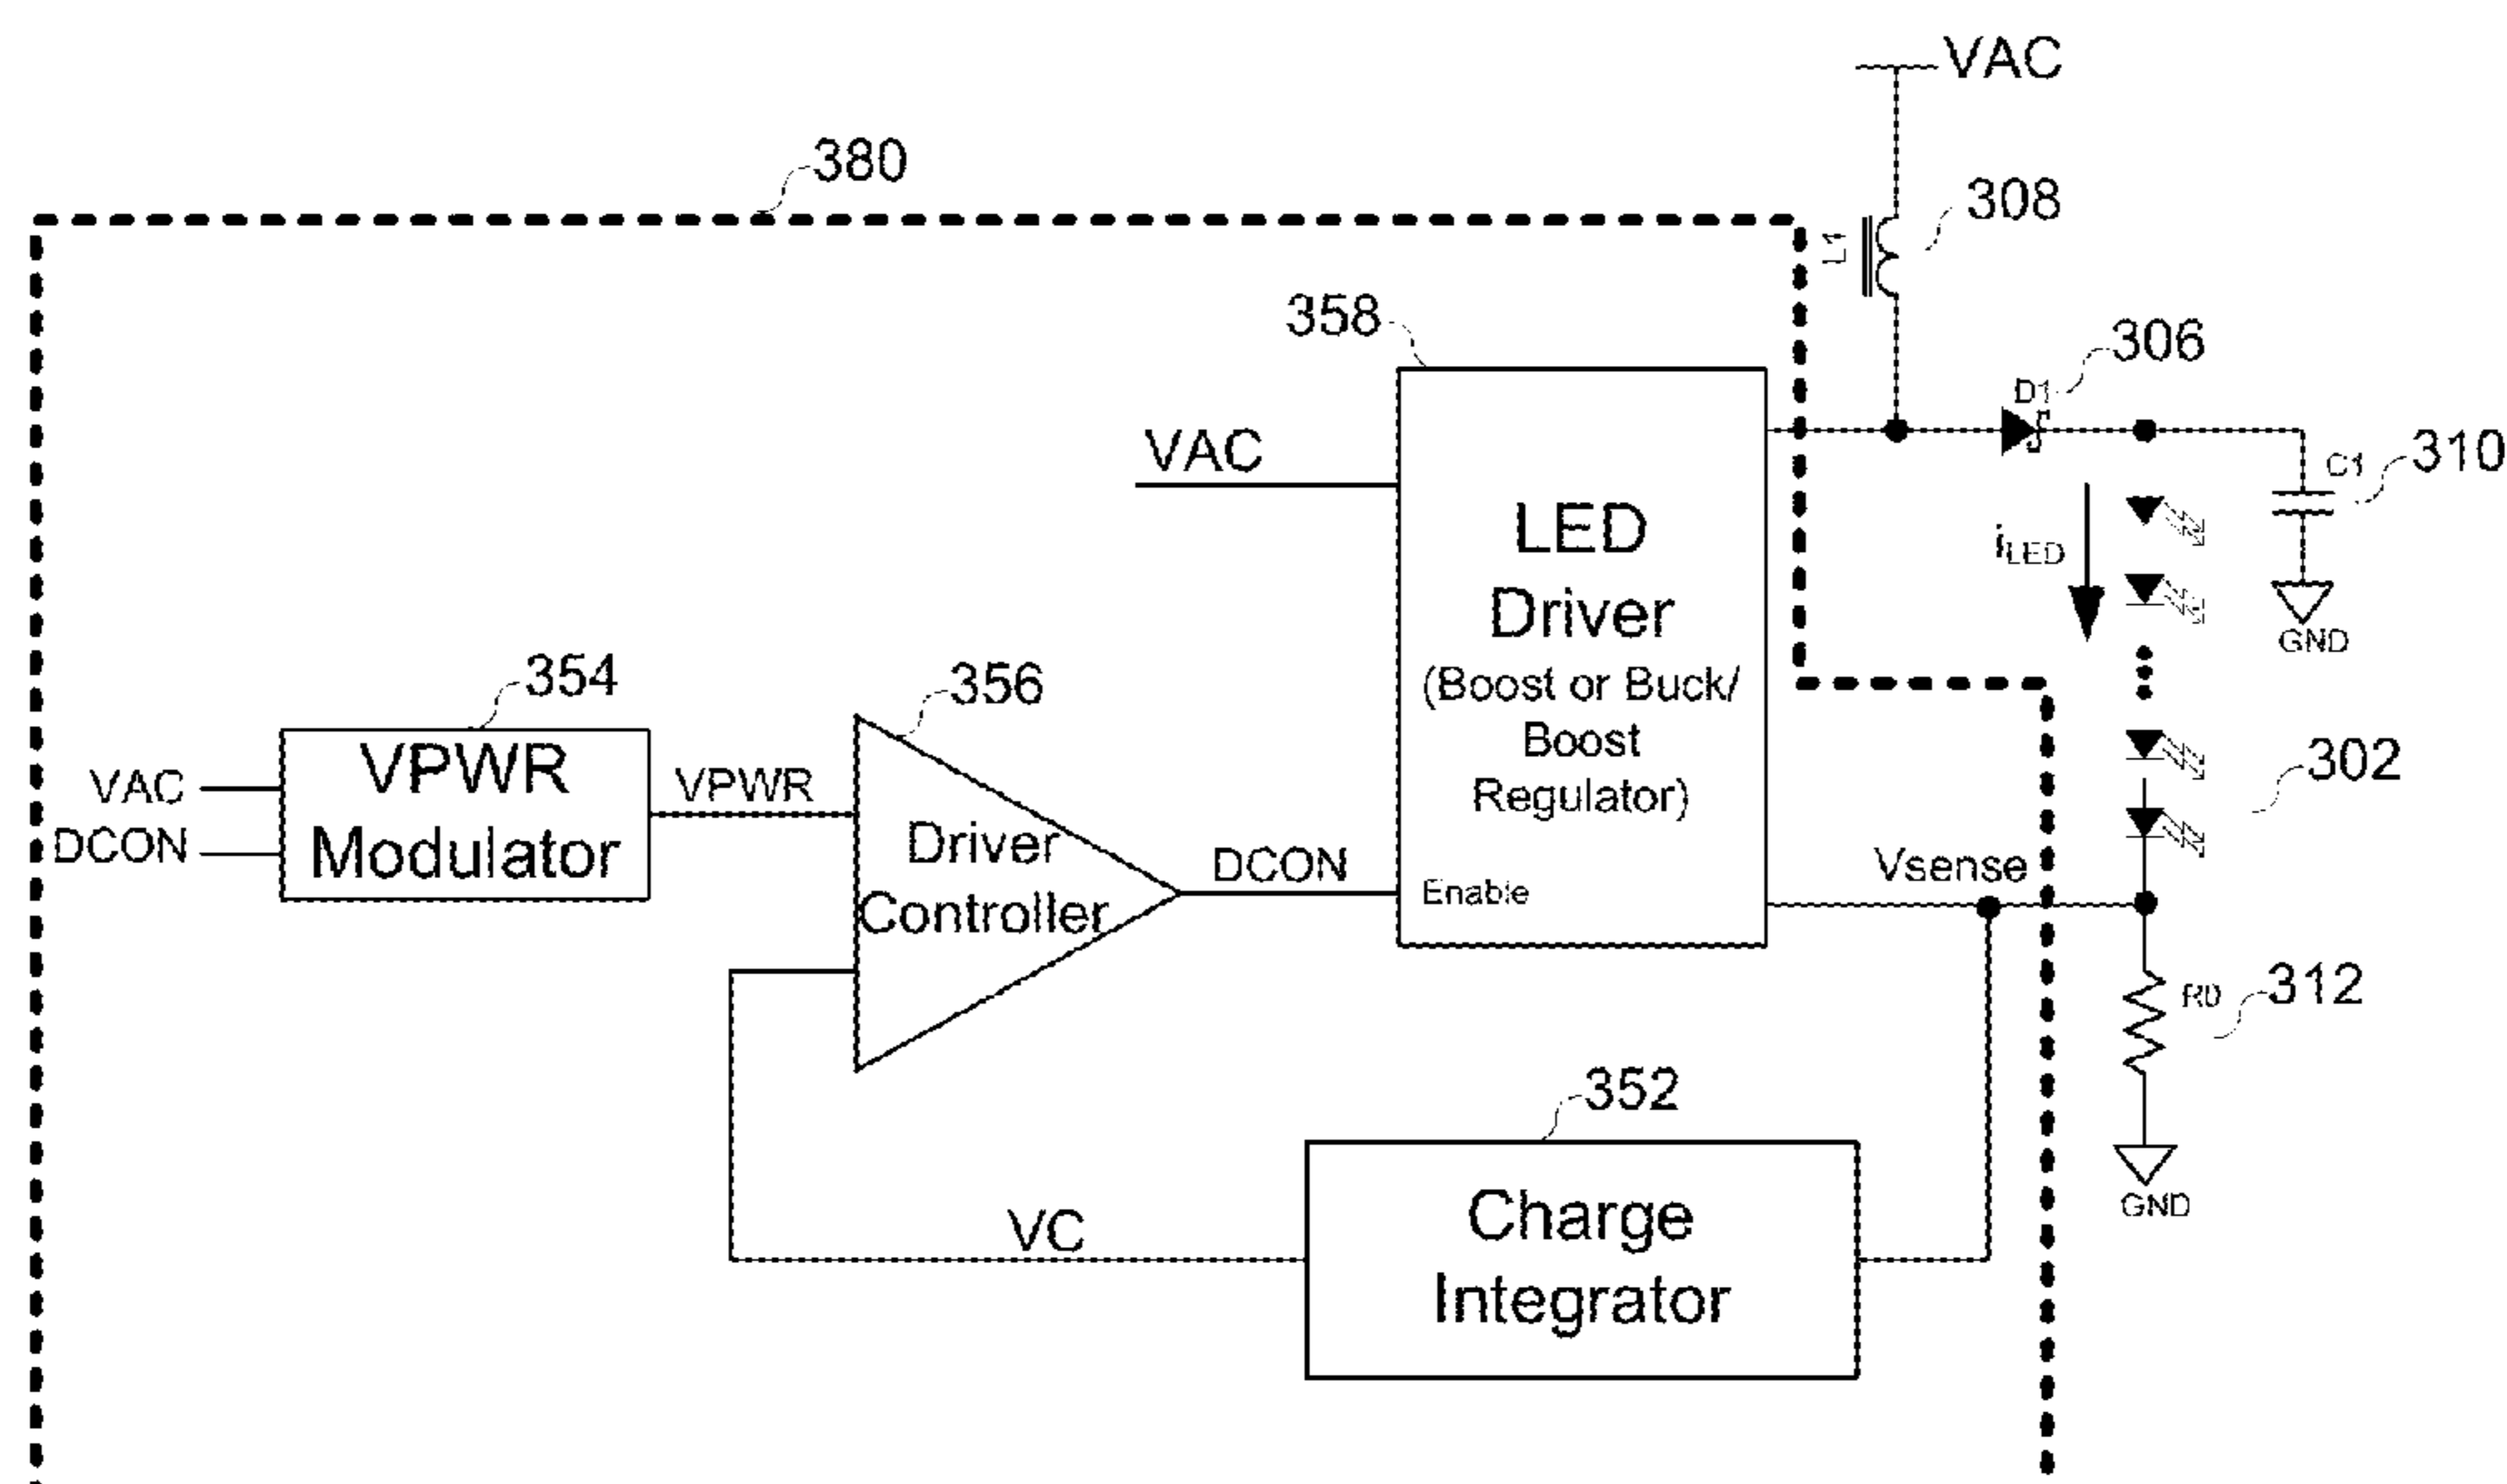 VAC
380
308
L1
358
306
D1
VAC
310
C1
LED
Driver
(Boost or Buck/
Boost
Regulator)
iLED
GND
354
356
VPWR
Modulator
VAC
DCON
VPWR
Driver
Controller
DCON
Enable
302
Vsense
R0
312
352
Charge
Integrator
VC
GND